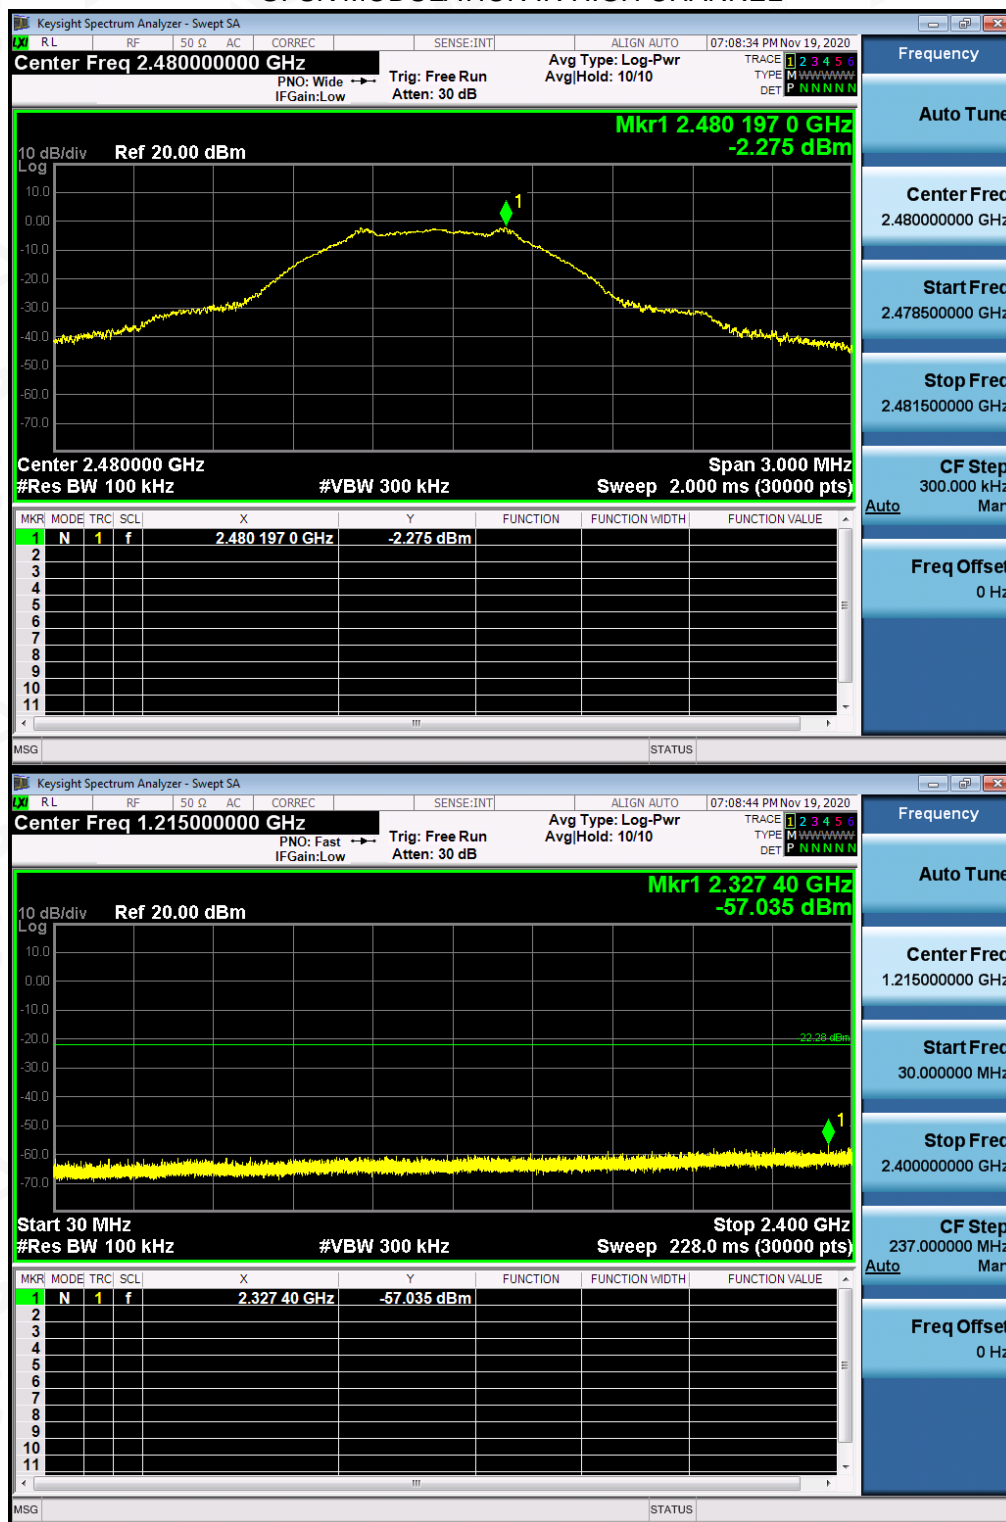 Keysight Spectrum Analyzer - Swept SA
LXI RL RF 50 Ω AC CORREC SENSE:INT ALIGN AUTO 07:08:34 PM Nov 19, 2020
Center Freq 2.480000000 GHz Avg Type: Log-Pwr TRACE 1 2 3 4 5 6
PNO: Wide Trig: Free Run Avg|Hold: 10/10 TYPE M WWWWW
IFGain:Low Atten: 30 dB DET P N N N N N
Frequency
Auto Tune
Mkr1 2.480 197 0 GHz
-2.275 dBm
10 dB/div Ref 20.00 dBm
Log
10.0
0.00
-10.0
-20.0
-30.0
-40.0
-50.0
-60.0
-70.0
1
Center 2.480000 GHz Span 3.000 MHz
#Res BW 100 kHz #VBW 300 kHz Sweep 2.000 ms (30000 pts)
Center Freq
2.480000000 GHz
Start Freq
2.478500000 GHz
Stop Freq
2.481500000 GHz
CF Step
300.000 kHz
Auto Man
Freq Offset
0 Hz
MKR MODE TRC SCL X Y FUNCTION FUNCTION WIDTH FUNCTION VALUE
1 N 1 f 2.480 197 0 GHz -2.275 dBm
2
3
4
5
6
7
8
9
10
11
MSG STATUS
Keysight Spectrum Analyzer - Swept SA
LXI RL RF 50 Ω AC CORREC SENSE:INT ALIGN AUTO 07:08:44 PM Nov 19, 2020
Center Freq 1.215000000 GHz Avg Type: Log-Pwr TRACE 1 2 3 4 5 6
PNO: Fast Trig: Free Run Avg|Hold: 10/10 TYPE M WWWWW
IFGain:Low Atten: 30 dB DET P N N N N N
Frequency
Auto Tune
Mkr1 2.327 40 GHz
-57.035 dBm
10 dB/div Ref 20.00 dBm
Log
10.0
0.00
-10.0
-20.0
-30.0
-40.0
-50.0
-60.0
-70.0
-22.28 dBm
1
Start 30 MHz Stop 2.400 GHz
#Res BW 100 kHz #VBW 300 kHz Sweep 228.0 ms (30000 pts)
Center Freq
1.215000000 GHz
Start Freq
30.000000 MHz
Stop Freq
2.400000000 GHz
CF Step
237.000000 MHz
Auto Man
Freq Offset
0 Hz
MKR MODE TRC SCL X Y FUNCTION FUNCTION WIDTH FUNCTION VALUE
1 N 1 f 2.327 40 GHz -57.035 dBm
2
3
4
5
6
7
8
9
10
11
MSG STATUS